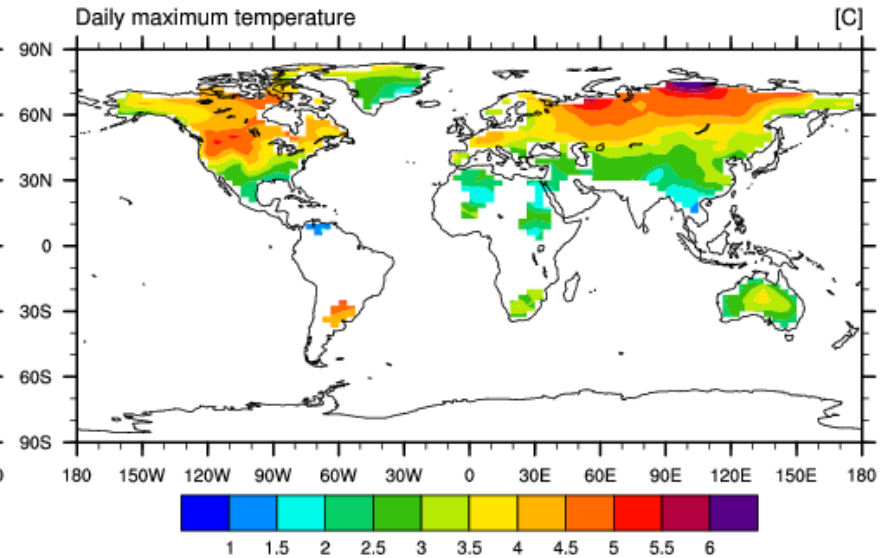 Daily maximum temperature [C]
90N
60N
30N
0
30S
60S
90S
0 180 150W 120W 90W 60W 30W 0 30E 60E 90E 120E 150E 180
1 1.5 2 2.5 3 3.5 4 4.5 5 5.5 6